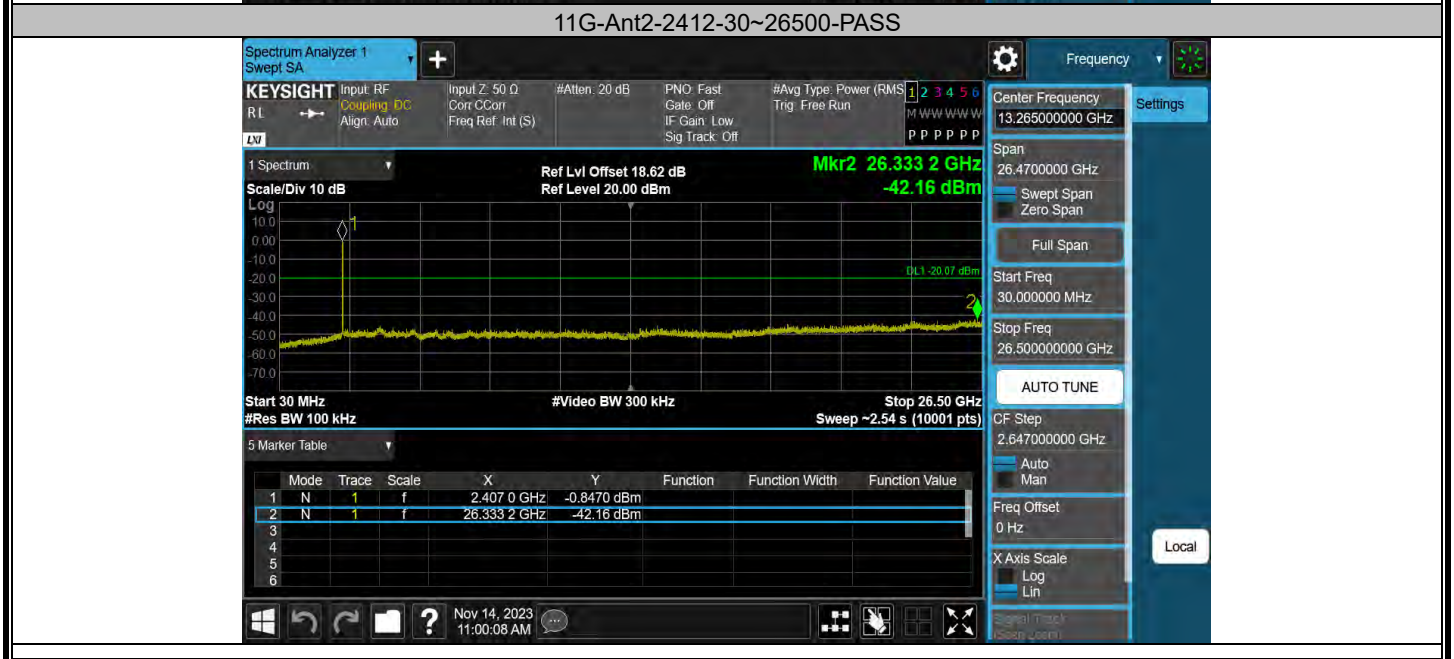 11G-Ant2-2412-30~26500-PASS
Spectrum Analyzer 1
Swept SA
+
Frequency
KEYSIGHT
Input: RF
Input Z: 50 Ω
#Atten: 20 dB
PNO: Fast
#Avg Type: Power (RMS
1 2 3 4 5 6
R L
Coupling: DC
Corr CCorr
Gate: Off
Trig: Free Run
M W W W W W
Align: Auto
Freq Ref: Int (S)
IF Gain: Low
Sig Track: Off
P P P P P P
LXI
Center Frequency
13.265000000 GHz
Settings
1 Spectrum
Ref Lvl Offset 18.62 dB
Mkr2 26.333 2 GHz
Scale/Div 10 dB
Ref Level 20.00 dBm
-42.16 dBm
Span
26.4700000 GHz
Swept Span
Zero Span
Full Span
Log
10.0
0.00
-10.0
-20.0
-30.0
-40.0
-50.0
-60.0
-70.0
1
DL1 -20.07 dBm
2
Start Freq
30.000000 MHz
Stop Freq
26.500000000 GHz
AUTO TUNE
Start 30 MHz
#Video BW 300 kHz
Stop 26.50 GHz
#Res BW 100 kHz
Sweep ~2.54 s (10001 pts)
CF Step
2.647000000 GHz
Auto
Man
5 Marker Table
Mode Trace Scale X Y Function Function Width Function Value
1 N 1 f 2.407 0 GHz -0.8470 dBm
2 N 1 f 26.333 2 GHz -42.16 dBm
3
4
5
6
Freq Offset
0 Hz
X Axis Scale
Log
Lin
Local
Signal Track
(Span Zoom)
?
Nov 14, 2023
11:00:08 AM